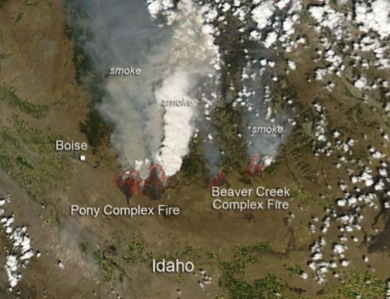 smoke
smoke
smoke
Boise
Beaver Creek
Complex Fire
Pony Complex Fire
Idaho